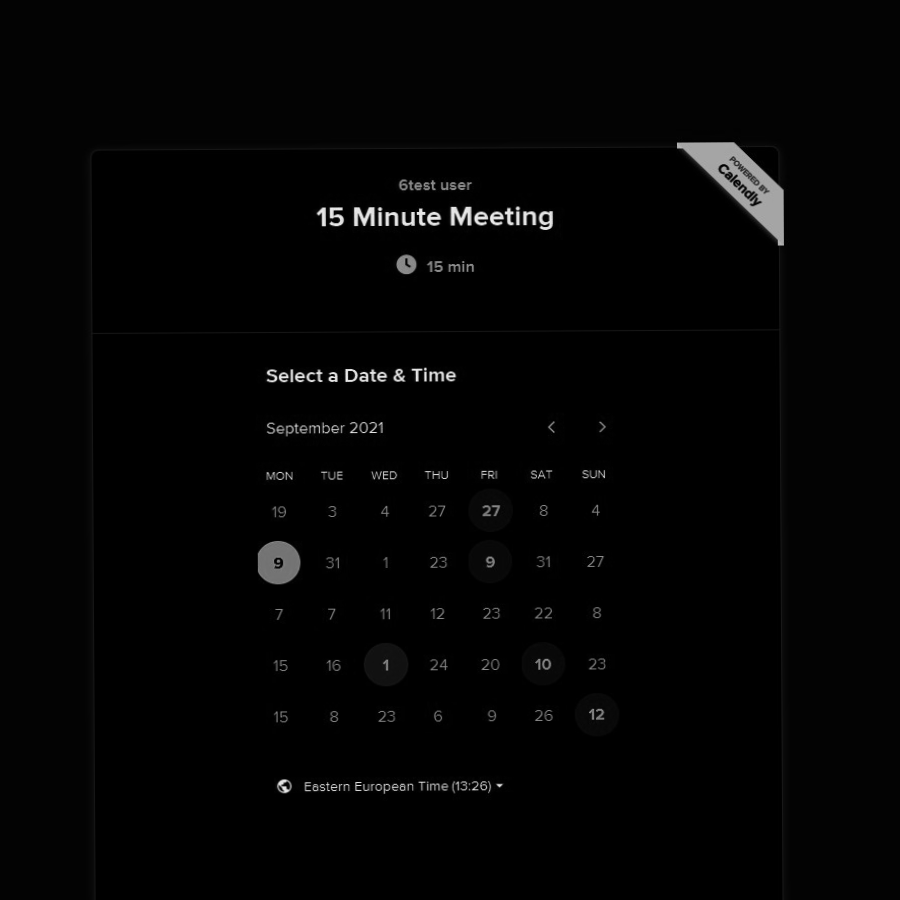 POWERED BY
Calendly
6test user
15 Minute Meeting
15 min
Select a Date & Time
September 2021
MON TUE WED THU FRI SAT SUN
19 3 4 27 27 8 4
9 31 1 23 9 31 27
7 7 11 12 23 22 8
15 16 1 24 20 10 23
15 8 23 6 9 26 12
Eastern European Time (13:26)